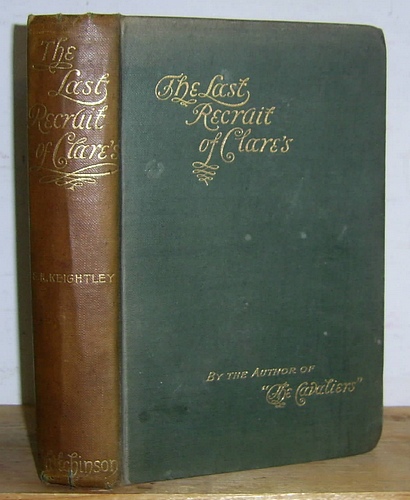 The
Last
Recruit
of Clare's
KEIGHTLEY
Hutchinson
The Last
Recruit
of Clare's
BY THE AUTHOR OF
"The Cavaliers"